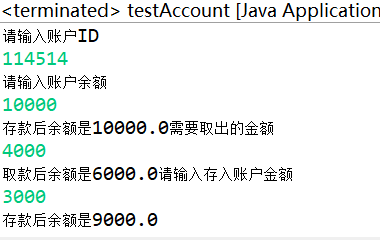 <terminated> testAccount [Java Application
请输入账户ID
114514
请输入账户余额
10000
存款后余额是10000.0需要取出的金额
4000
取款后余额是6000.0请输入存入账户金额
3000
存款后余额是9000.0